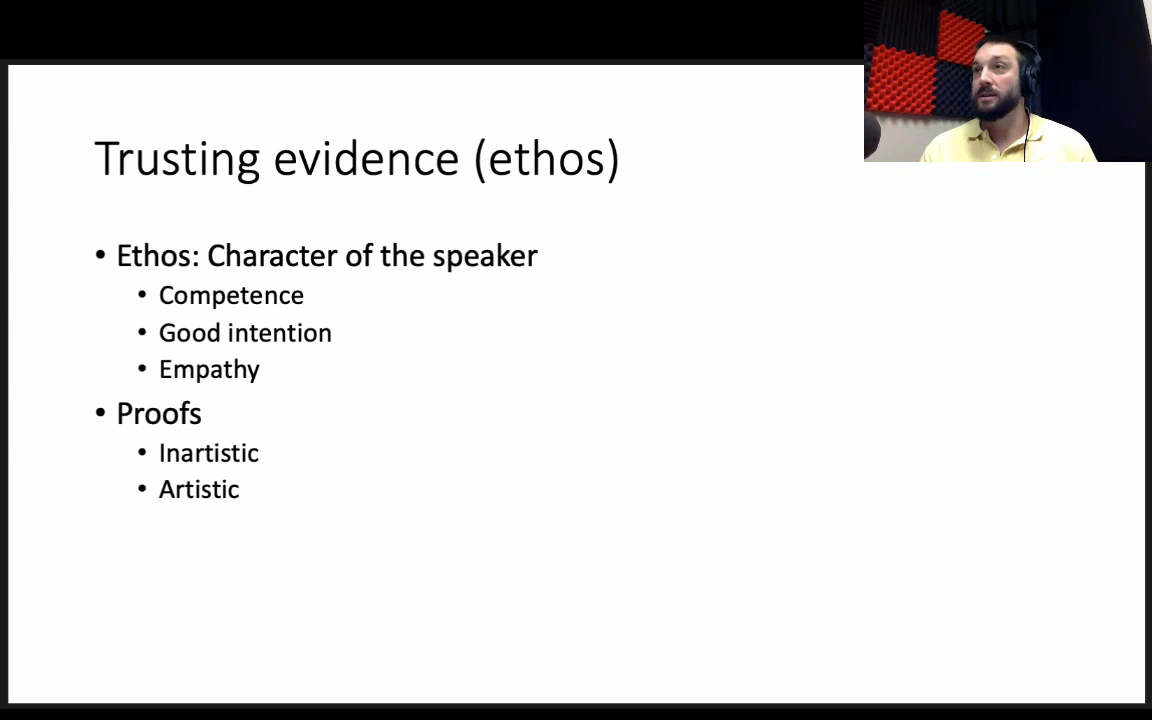 Trusting evidence (ethos)
• Ethos: Character of the speaker
• Competence
• Good intention
• Empathy
• Proofs
• Inartistic
• Artistic